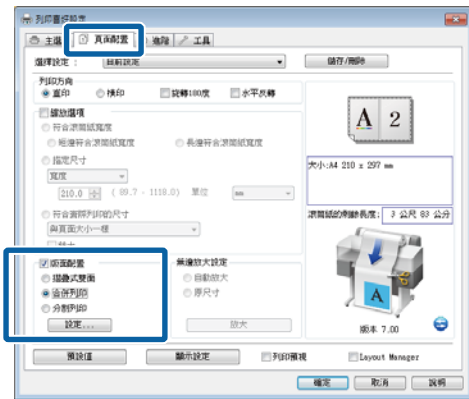 列印喜好設定
主選
頁面配置
進階
工具
選擇設定：
目前設定
儲存/刪除
列印方向
直印
橫印
旋轉180度
水平反轉
縮放選項
符合滾筒紙寬度
短邊符合滾筒紙寬度
長邊符合滾筒紙寬度
指定尺寸
寬度
210.0
( 89.7 - 1118.0)
單位
mm
符合實際列印的尺寸
與頁面大小一樣
A 2
大小:A4 210 x 297 mm
滾筒紙的剩餘長度:
3 公尺 83 公分
版面配置
摺疊式雙面
合併列印
分割列印
設定...
無邊放大設定
自動放大
原尺寸
放大
A
版本 7.00
預設值
顯示設定
列印預視
Layout Manager
確定
取消
說明